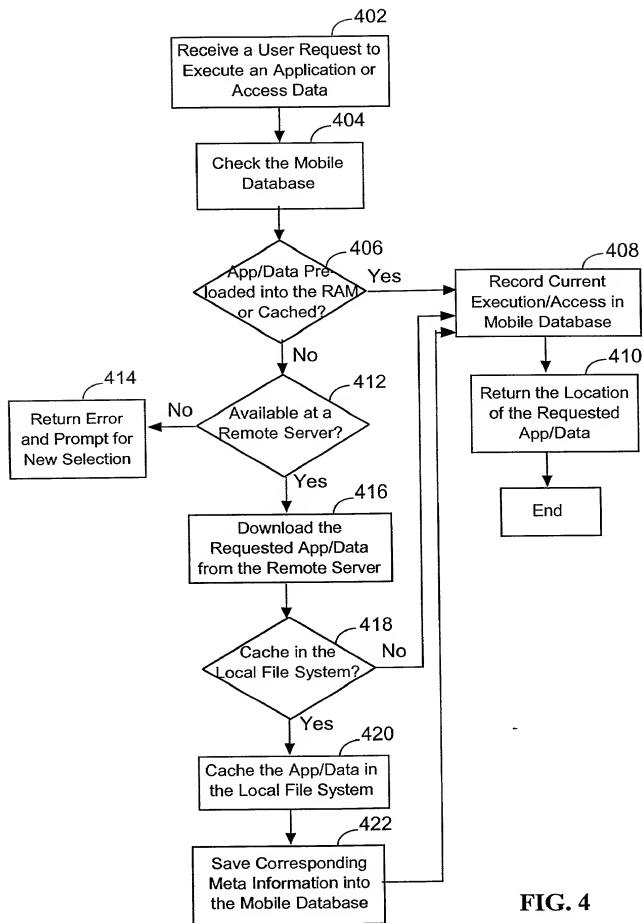 402
Receive a User Request to
Execute an Application or
Access Data
404
Check the Mobile
Database
406
App/Data Pre-
loaded into the RAM
or Cached?
Yes
No
408
Record Current
Execution/Access in
Mobile Database
410
Return the Location
of the Requested
App/Data
End
412
Available at a
Remote Server?
No
Yes
414
Return Error
and Prompt for
New Selection
416
Download the
Requested App/Data
from the Remote Server
418
Cache in the
Local File System?
No
Yes
420
Cache the App/Data in
the Local File System
422
Save Corresponding
Meta Information into
the Mobile Database
FIG. 4